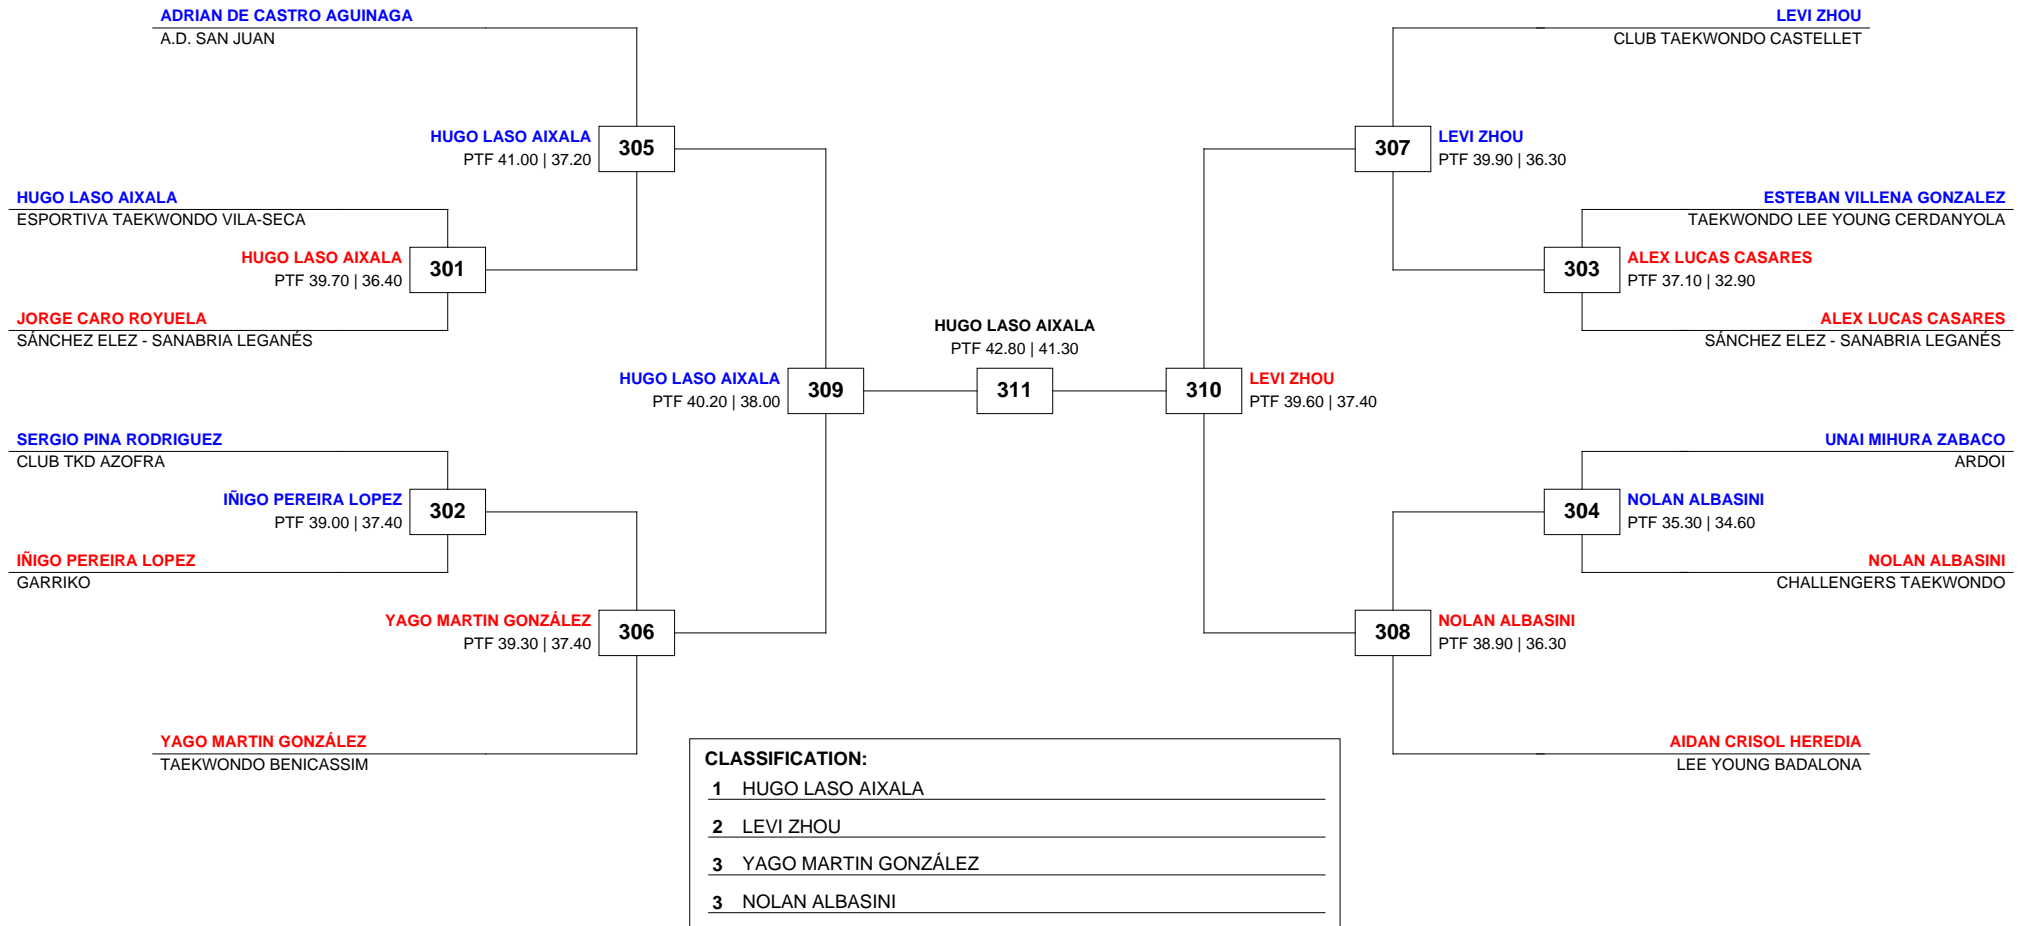 ADRIAN DE CASTRO AGUINAGA
A.D. SAN JUAN
LEVI ZHOU
CLUB TAEKWONDO CASTELLET
HUGO LASO AIXALA
PTF 41.00 | 37.20
305
307
LEVI ZHOU
PTF 39.90 | 36.30
HUGO LASO AIXALA
ESPORTIVA TAEKWONDO VILA-SECA
ESTEBAN VILLENA GONZALEZ
TAEKWONDO LEE YOUNG CERDANYOLA
HUGO LASO AIXALA
PTF 39.70 | 36.40
301
303
ALEX LUCAS CASARES
PTF 37.10 | 32.90
JORGE CARO ROYUELA
SÁNCHEZ ELEZ - SANABRIA LEGANÉS
ALEX LUCAS CASARES
SÁNCHEZ ELEZ - SANABRIA LEGANÉS
HUGO LASO AIXALA
PTF 42.80 | 41.30
HUGO LASO AIXALA
PTF 40.20 | 38.00
309
311
310
LEVI ZHOU
PTF 39.60 | 37.40
SERGIO PINA RODRIGUEZ
CLUB TKD AZOFRA
UNAI MIHURA ZABACO
ARDOI
IÑIGO PEREIRA LOPEZ
PTF 39.00 | 37.40
302
304
NOLAN ALBASINI
PTF 35.30 | 34.60
IÑIGO PEREIRA LOPEZ
GARRIKO
NOLAN ALBASINI
CHALLENGERS TAEKWONDO
YAGO MARTIN GONZÁLEZ
PTF 39.30 | 37.40
306
308
NOLAN ALBASINI
PTF 38.90 | 36.30
YAGO MARTIN GONZÁLEZ
TAEKWONDO BENICASSIM
AIDAN CRISOL HEREDIA
LEE YOUNG BADALONA
CLASSIFICATION:
1 HUGO LASO AIXALA
2 LEVI ZHOU
3 YAGO MARTIN GONZÁLEZ
3 NOLAN ALBASINI